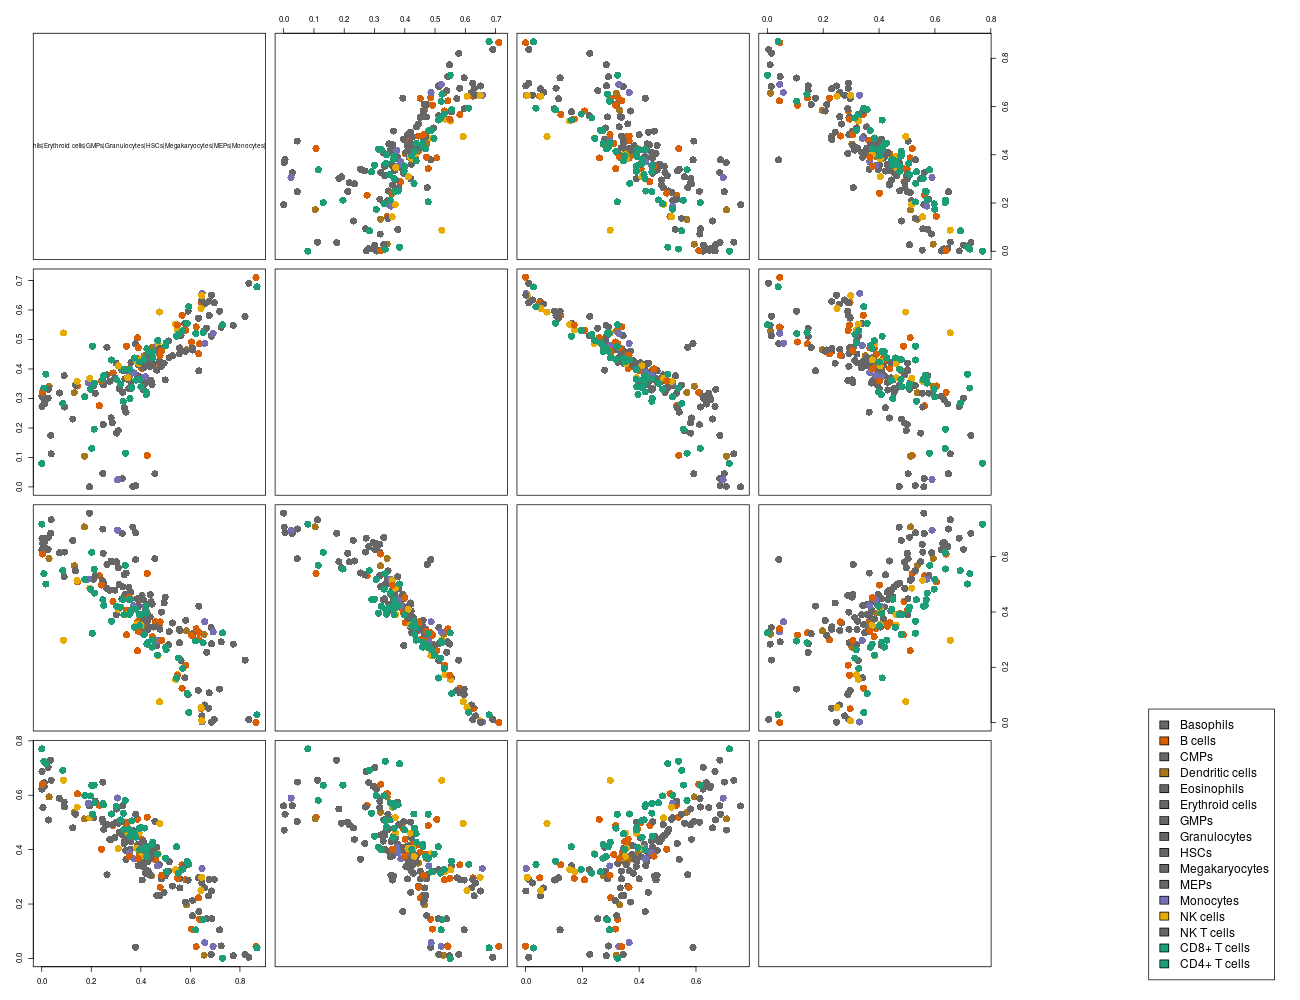 0.0 0.1 0.2 0.3 0.4 0.5 0.6 0.7
0.0 0.2 0.4 0.6 0.8
hils|Erythroid cells|GMPs|Granulocytes|HSCs|Megakaryocytes|MEPs|Monocytes|
0.0 0.2 0.4 0.6 0.8
0.0 0.1 0.2 0.3 0.4 0.5 0.6 0.7
0.0 0.2 0.4 0.6
0.0 0.2 0.4 0.6 0.8
0.0 0.2 0.4 0.6 0.8
0.0 0.2 0.4 0.6
Basophils
B cells
CMPs
Dendritic cells
Eosinophils
Erythroid cells
GMPs
Granulocytes
HSCs
Megakaryocytes
MEPs
Monocytes
NK cells
NK T cells
CD8+ T cells
CD4+ T cells